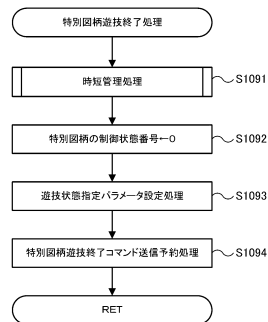 特別図柄遊技終了処理
時短管理処理
S1091
特別図柄の制御状態番号←0
S1092
遊技状態指定パラメータ設定処理
S1093
特別図柄遊技終了コマンド送信予約処理
S1094
RET